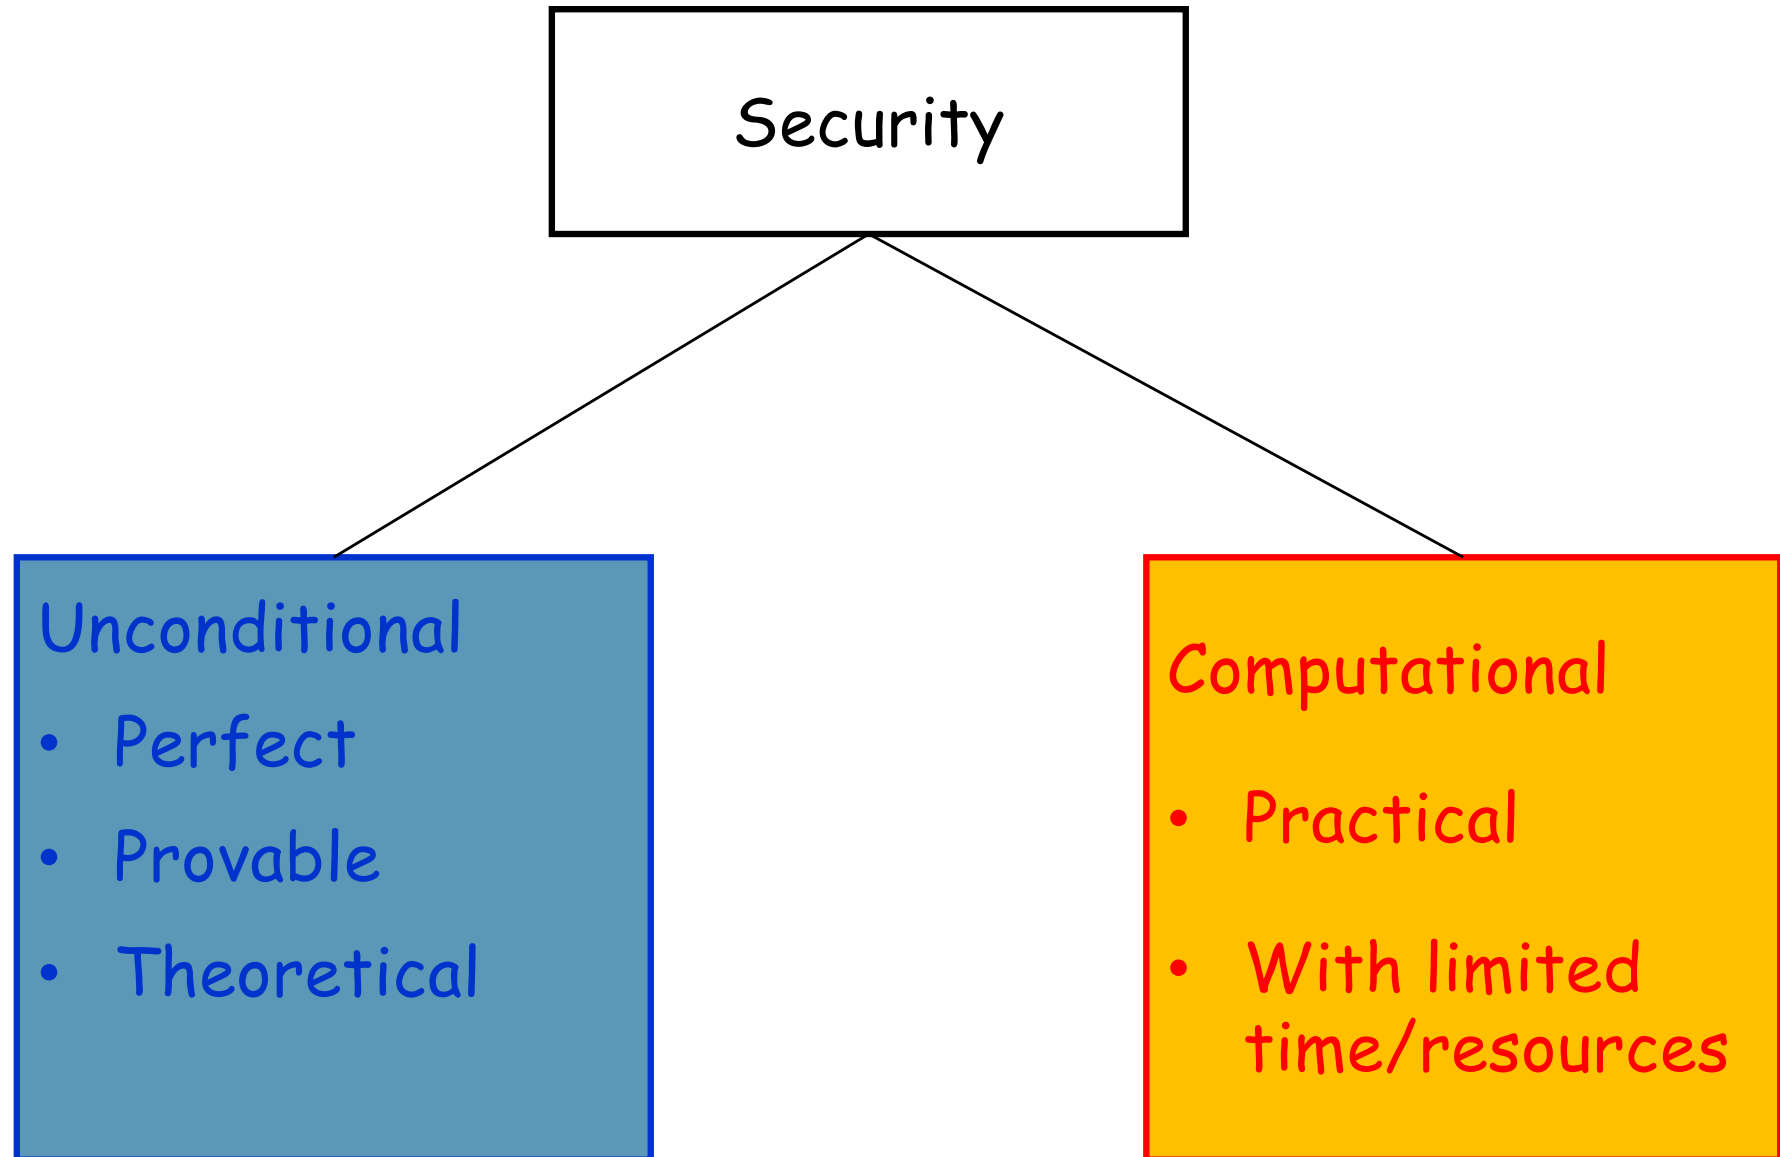 Security
Unconditional
• Perfect
• Provable
• Theoretical
Computational
• Practical
• With limited
time/resources